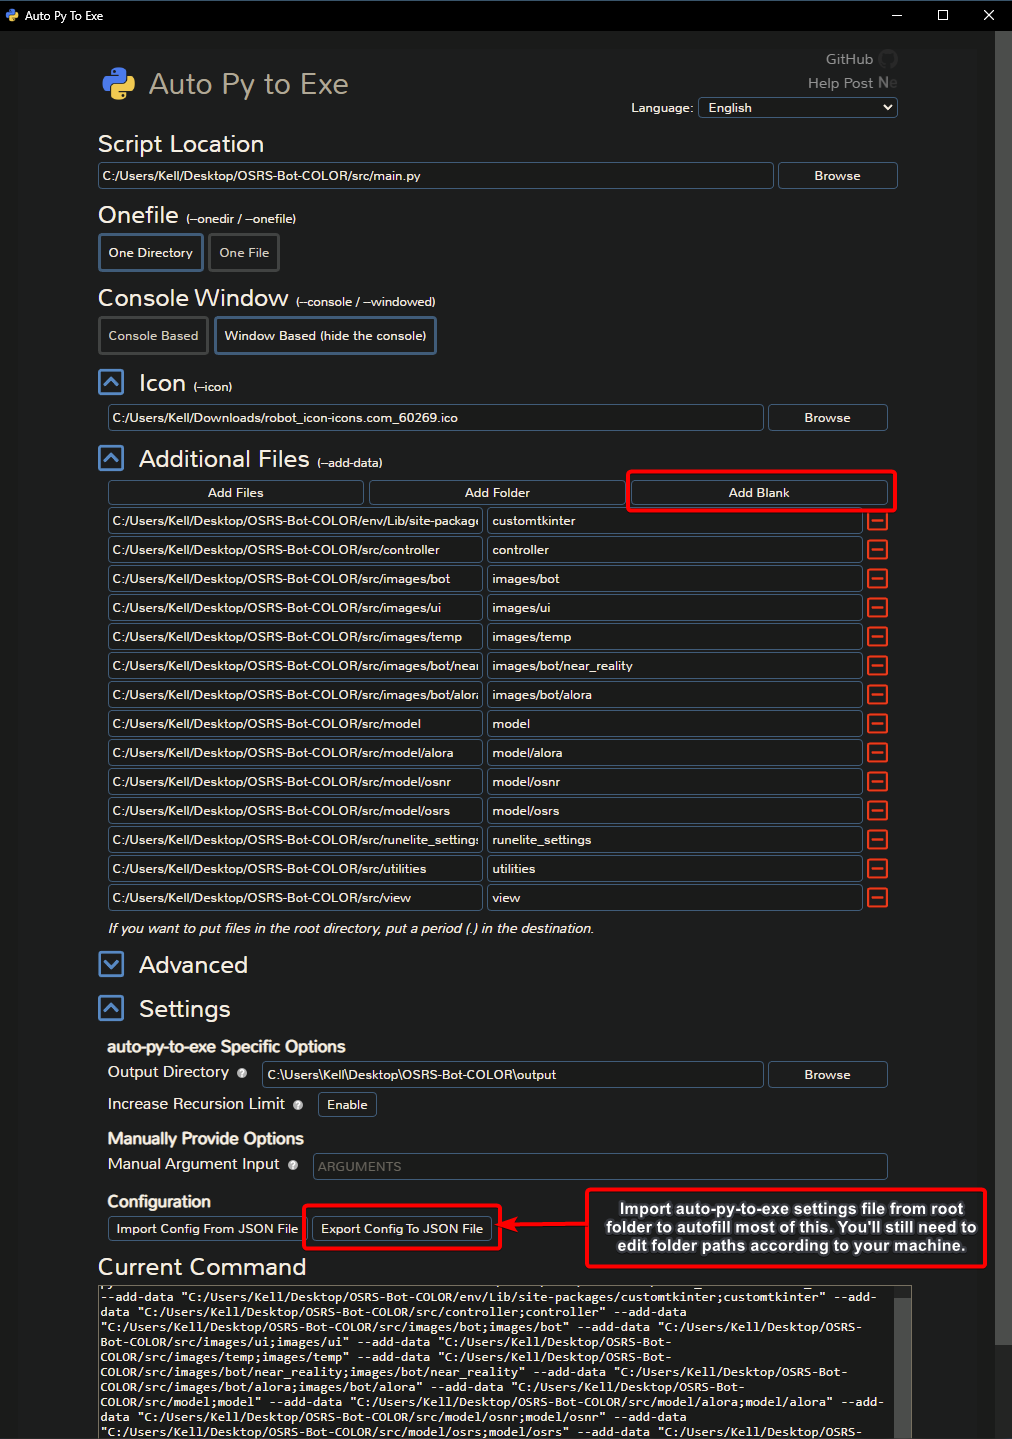 Auto Py To Exe
GitHub
Help Post
Auto Py to Exe
Language: English
Script Location
C:/Users/Kell/Desktop/OSRS-Bot-COLOR/src/main.py Browse
Onefile (--onedir / --onefile)
One Directory One File
Console Window (--console / --windowed)
Console Based Window Based (hide the console)
Icon (--icon)
C:/Users/Kell/Downloads/robot_icon-icons.com_60269.ico Browse
Additional Files (--add-data)
Add Files Add Folder Add Blank
C:/Users/Kell/Desktop/OSRS-Bot-COLOR/env/Lib/site-package customtkinter
C:/Users/Kell/Desktop/OSRS-Bot-COLOR/src/controller controller
C:/Users/Kell/Desktop/OSRS-Bot-COLOR/src/images/bot images/bot
C:/Users/Kell/Desktop/OSRS-Bot-COLOR/src/images/ui images/ui
C:/Users/Kell/Desktop/OSRS-Bot-COLOR/src/images/temp images/temp
C:/Users/Kell/Desktop/OSRS-Bot-COLOR/src/images/bot/near images/bot/near_reality
C:/Users/Kell/Desktop/OSRS-Bot-COLOR/src/images/bot/alora images/bot/alora
C:/Users/Kell/Desktop/OSRS-Bot-COLOR/src/model model
C:/Users/Kell/Desktop/OSRS-Bot-COLOR/src/model/alora model/alora
C:/Users/Kell/Desktop/OSRS-Bot-COLOR/src/model/osnr model/osnr
C:/Users/Kell/Desktop/OSRS-Bot-COLOR/src/model/osrs model/osrs
C:/Users/Kell/Desktop/OSRS-Bot-COLOR/src/runelite_settings runelite_settings
C:/Users/Kell/Desktop/OSRS-Bot-COLOR/src/utilities utilities
C:/Users/Kell/Desktop/OSRS-Bot-COLOR/src/view view
If you want to put files in the root directory, put a period (.) in the destination.
Advanced
Settings
auto-py-to-exe Specific Options
Output Directory ? C:\Users\Kell\Desktop\OSRS-Bot-COLOR\output Browse
Increase Recursion Limit ? Enable
Manually Provide Options
Manual Argument Input ? ARGUMENTS
Configuration
Import Config From JSON File Export Config To JSON File
Import auto-py-to-exe settings file from root
folder to autofill most of this. You'll still need to
edit folder paths according to your machine.
Current Command
--add-data "C:/Users/Kell/Desktop/OSRS-Bot-COLOR/env/Lib/site-packages/customtkinter;customtkinter" --add-
data "C:/Users/Kell/Desktop/OSRS-Bot-COLOR/src/controller;controller" --add-data
"C:/Users/Kell/Desktop/OSRS-Bot-COLOR/src/images/bot;images/bot" --add-data "C:/Users/Kell/Desktop/OSRS-
Bot-COLOR/src/images/ui;images/ui" --add-data "C:/Users/Kell/Desktop/OSRS-Bot-
COLOR/src/images/temp;images/temp" --add-data "C:/Users/Kell/Desktop/OSRS-Bot-
COLOR/src/images/bot/near_reality;images/bot/near_reality" --add-data "C:/Users/Kell/Desktop/OSRS-Bot-
COLOR/src/images/bot/alora;images/bot/alora" --add-data "C:/Users/Kell/Desktop/OSRS-Bot-
COLOR/src/model;model" --add-data "C:/Users/Kell/Desktop/OSRS-Bot-COLOR/src/model/alora;model/alora" --add-
data "C:/Users/Kell/Desktop/OSRS-Bot-COLOR/src/model/osnr;model/osnr" --add-data
"C:/Users/Kell/Desktop/OSRS-Bot-COLOR/src/model/osrs;model/osrs" --add-data "C:/Users/Kell/Desktop/OSRS-